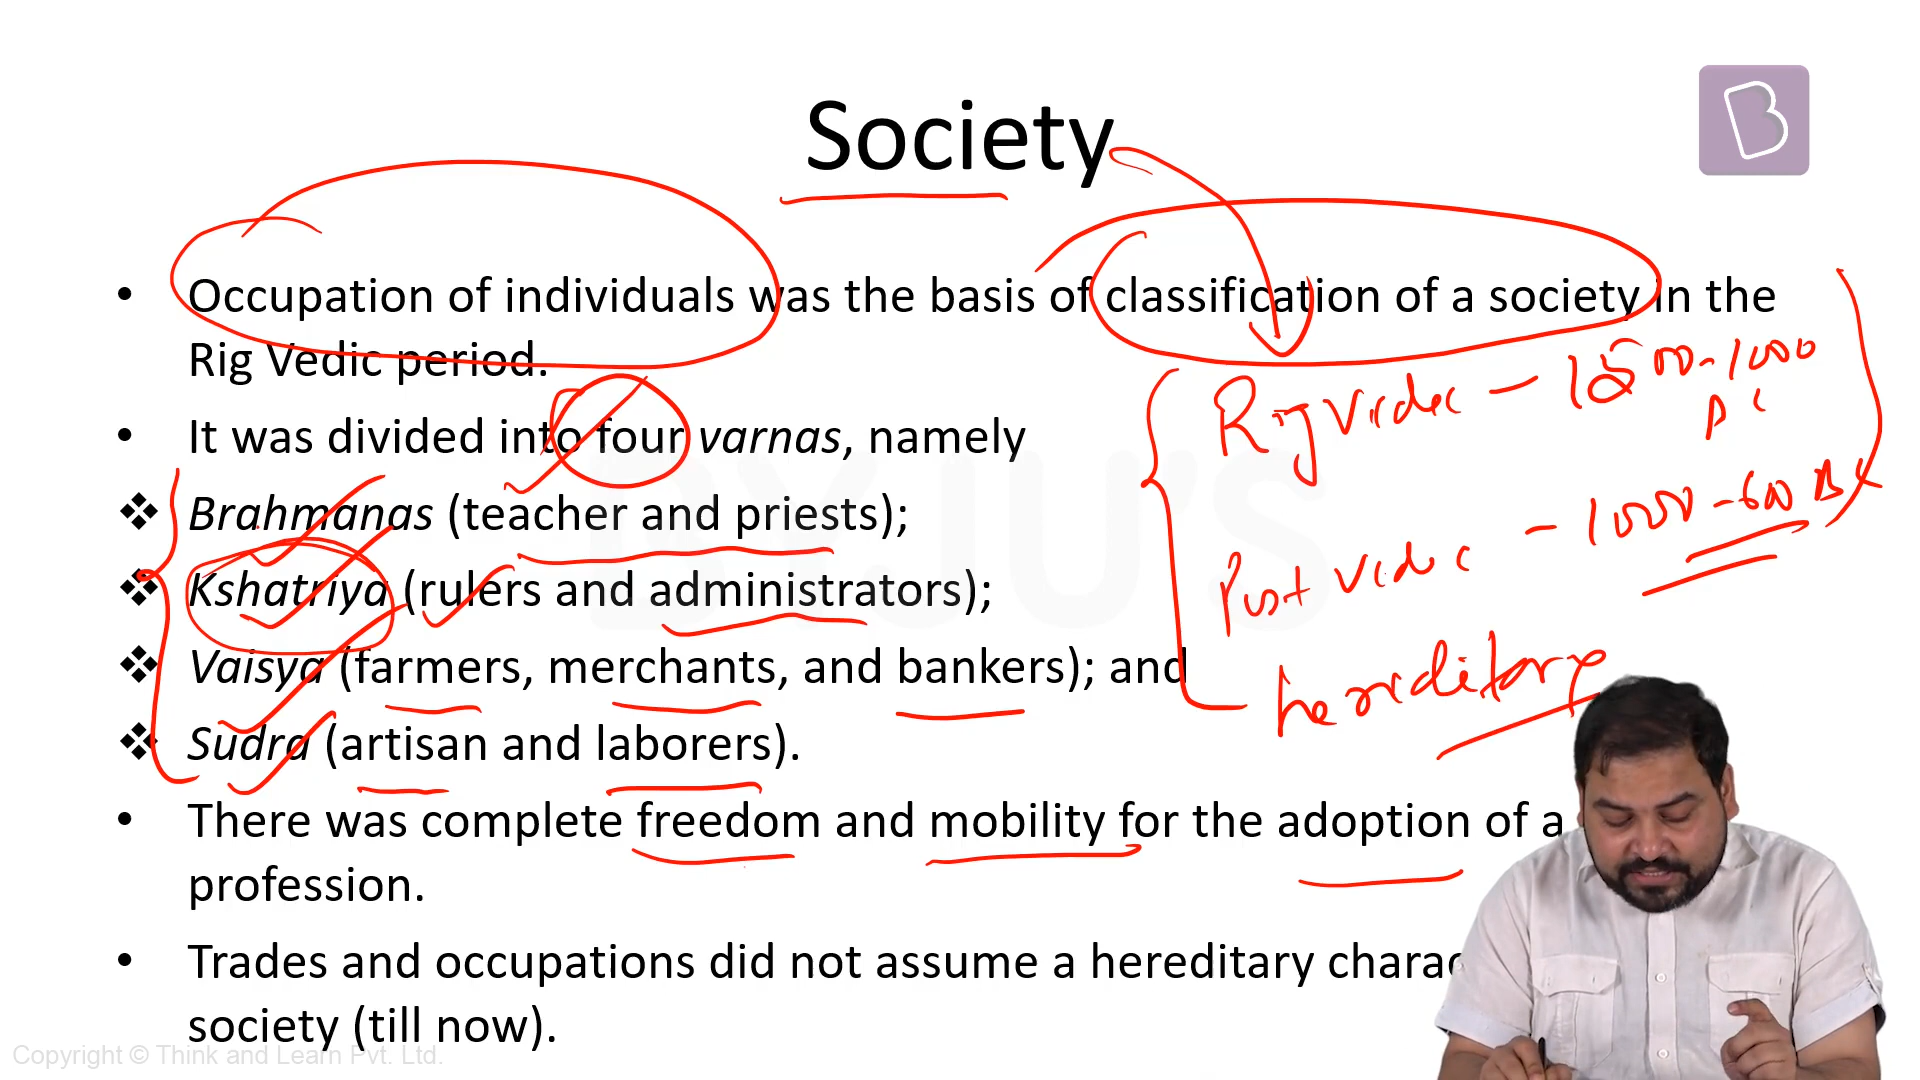 Society
• Occupation of individuals was the basis of classification of a society in the
Rig Vedic period.
Rig Vedic - 1500-1000
BC
• It was divided into four varnas, namely
❖ Brahmanas (teacher and priests);
Post Vedic - 1000-600 BC
❖ Kshatriya (rulers and administrators);
❖ Vaisya (farmers, merchants, and bankers); and
hereditary
❖ Sudra (artisan and laborers).
• There was complete freedom and mobility for the adoption of a
profession.
• Trades and occupations did not assume a hereditary
society (till now).
BYJU'S
Copyright © Think and Learn Pvt. Ltd.